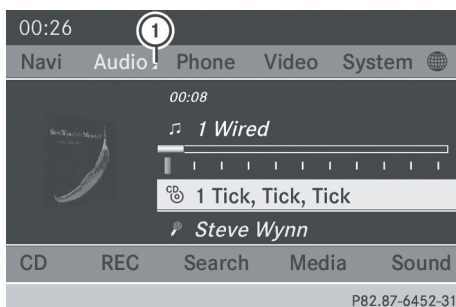 00:26
1
Navi Audio Phone Video System
00:08
1 Wired
CD 1 Tick, Tick, Tick
Steve Wynn
CD REC Search Media Sound
P82.87-6452-31